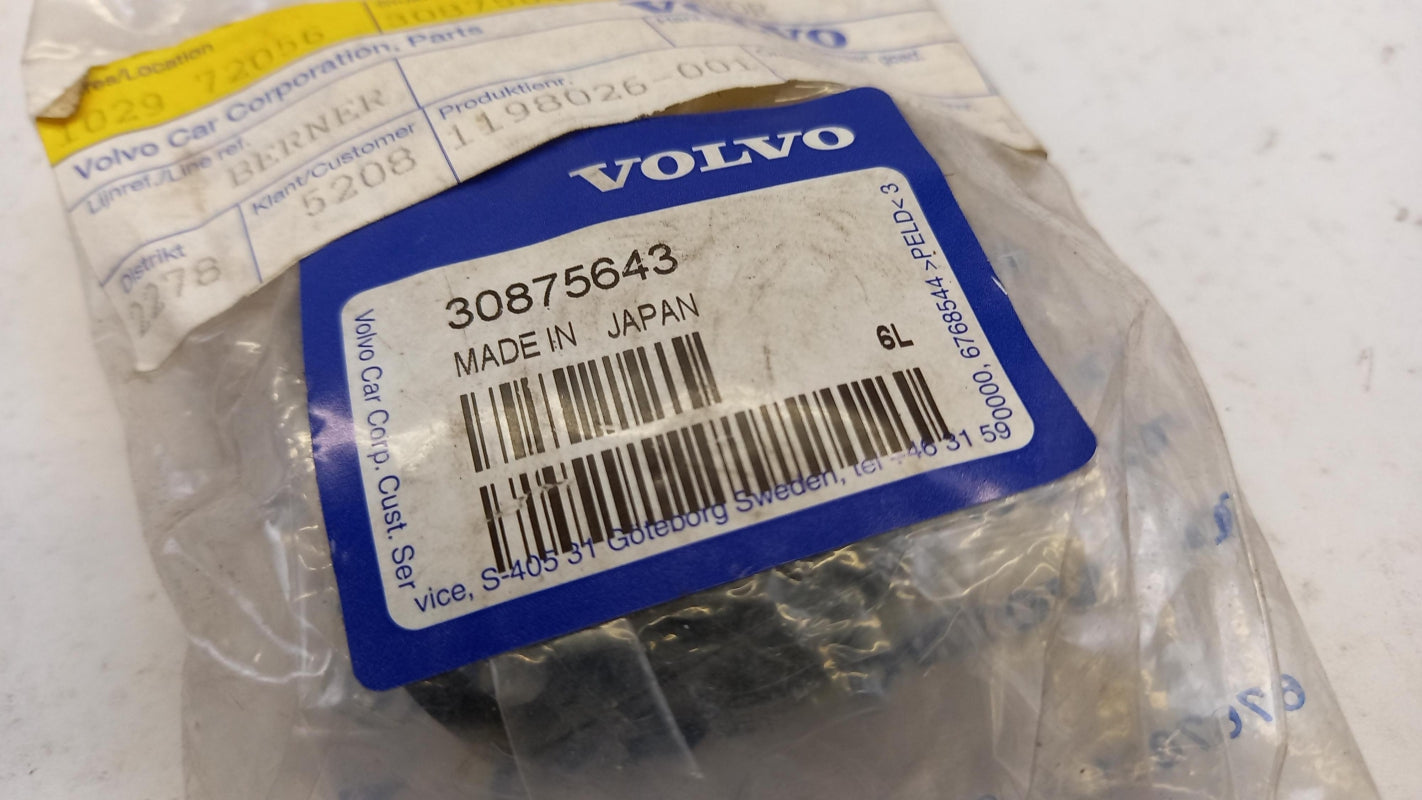 1029 72056
Volvo Car Corporation, Parts
Lijnref./Line ref.
BERNER
Klant/Customer
5208
Produktienr.
1198026-001
Distrikt
2278
VOLVO
30875643
MADE IN JAPAN
6L
Volvo Car Corp. Cust. Ser vice, S-405 31 Göteborg Sweden, tel +46 31 590000, 6768544 >PELD<3